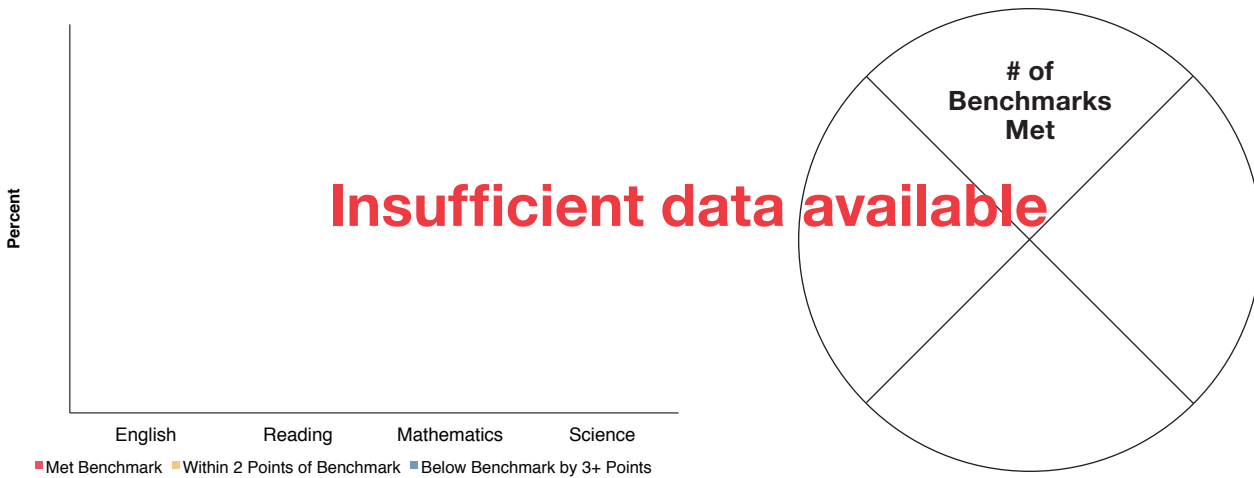 Percent
# of
Benchmarks
Met
Insufficient data available
English Reading Mathematics Science
Met Benchmark Within 2 Points of Benchmark Below Benchmark by 3+ Points